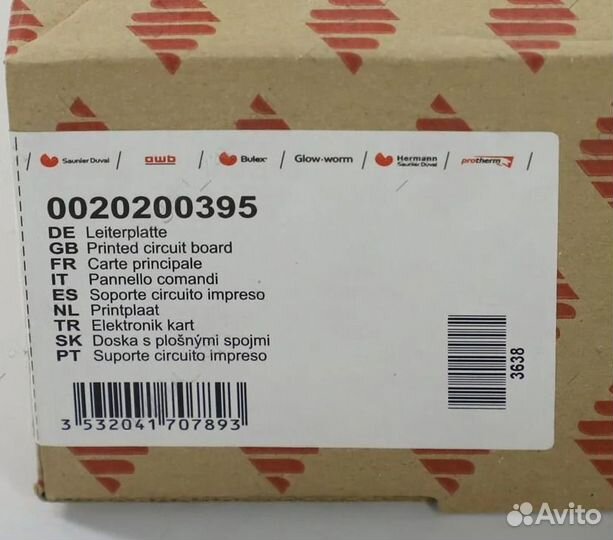 Saunier Duval / awb / Bulex / Glow-worm / Hermann Saunier Duval / protherm /
0020200395
DE Leiterplatte
GB Printed circuit board
FR Carte principale
IT Pannello comandi
ES Soporte circuito impreso
NL Printplaat
TR Elektronik kart
SK Doska s plošnými spojmi
PT Suporte circuito impreso
3 532041 707893
3638
Avito